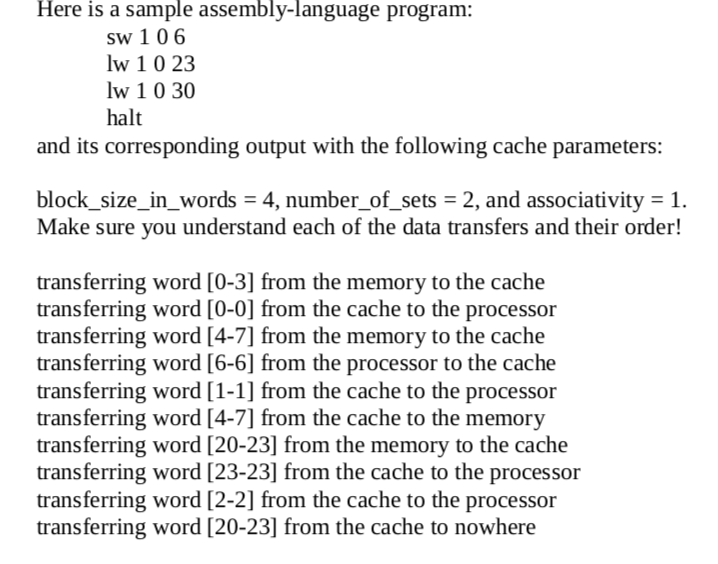 Here is a sample assembly-language program:
sw 1 0 6
lw 1 0 23
lw 1 0 30
halt
and its corresponding output with the following cache parameters:
block_size_in_words = 4, number_of_sets = 2, and associativity = 1.
Make sure you understand each of the data transfers and their order!
transferring word [0-3] from the memory to the cache
transferring word [0-0] from the cache to the processor
transferring word [4-7] from the memory to the cache
transferring word [6-6] from the processor to the cache
transferring word [1-1] from the cache to the processor
transferring word [4-7] from the cache to the memory
transferring word [20-23] from the memory to the cache
transferring word [23-23] from the cache to the processor
transferring word [2-2] from the cache to the processor
transferring word [20-23] from the cache to nowhere